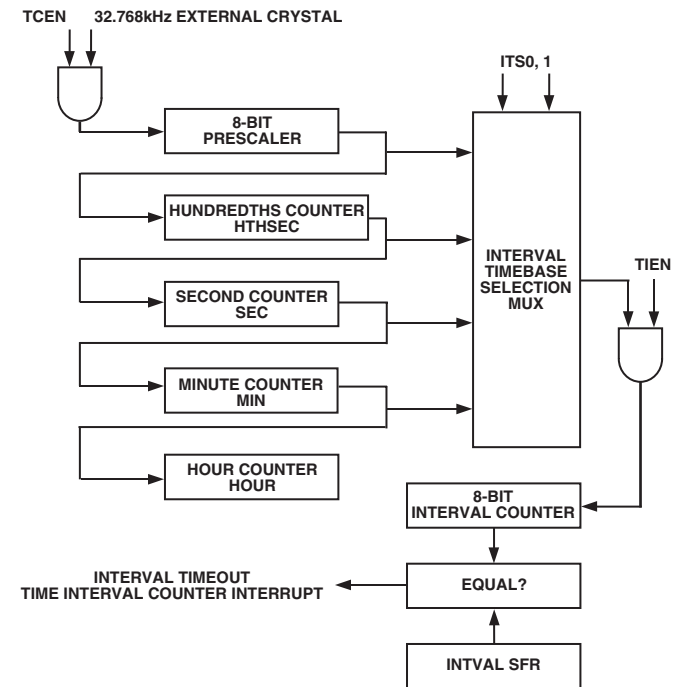 TCEN 32.768kHz EXTERNAL CRYSTAL
ITS0, 1
8-BIT
PRESCALER
HUNDREDTHS COUNTER
HTHSEC
INTERVAL
TIMEBASE
SELECTION
MUX
TIEN
SECOND COUNTER
SEC
MINUTE COUNTER
MIN
HOUR COUNTER
HOUR
8-BIT
INTERVAL COUNTER
INTERVAL TIMEOUT
TIME INTERVAL COUNTER INTERRUPT
EQUAL?
INTVAL SFR